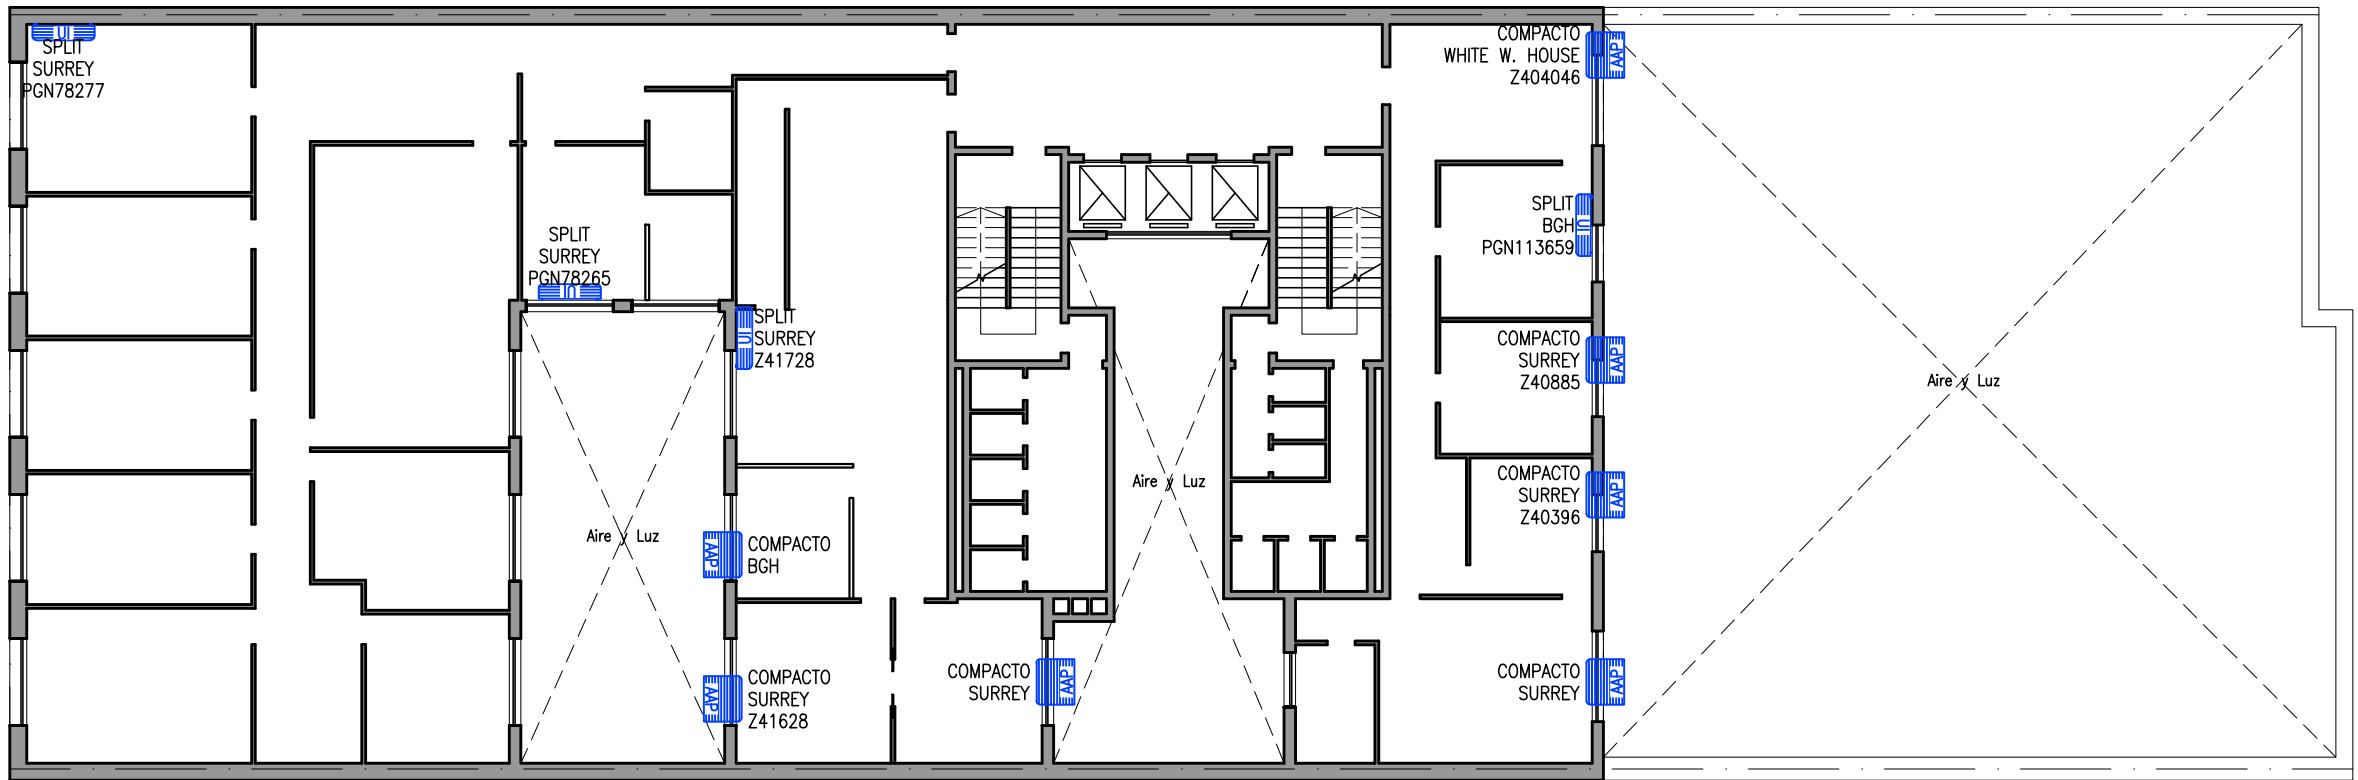 UI
SPLIT
SURREY
PGN78277
COMPACTO
WHITE W. HOUSE
Z404046
AAP
SPLIT
BGH
PGN113659
UI
SPLIT
SURREY
PGN78265
UI
UI
SPLIT
SURREY
Z41728
COMPACTO
SURREY
Z40885
AAP
Aire y Luz
COMPACTO
SURREY
Z40396
AAP
Aire y Luz
Aire y Luz
AAP
COMPACTO
BGH
AAP
COMPACTO
SURREY
Z41628
COMPACTO
SURREY
AAP
COMPACTO
SURREY
AAP